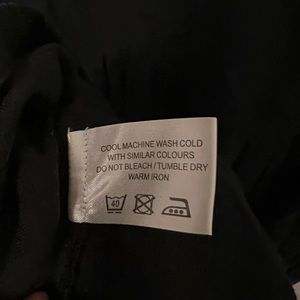 COOL MACHINE WASH COLD
WITH SIMILAR COLOURS
DO NOT BLEACH / TUMBLE DRY
WARM IRON
40